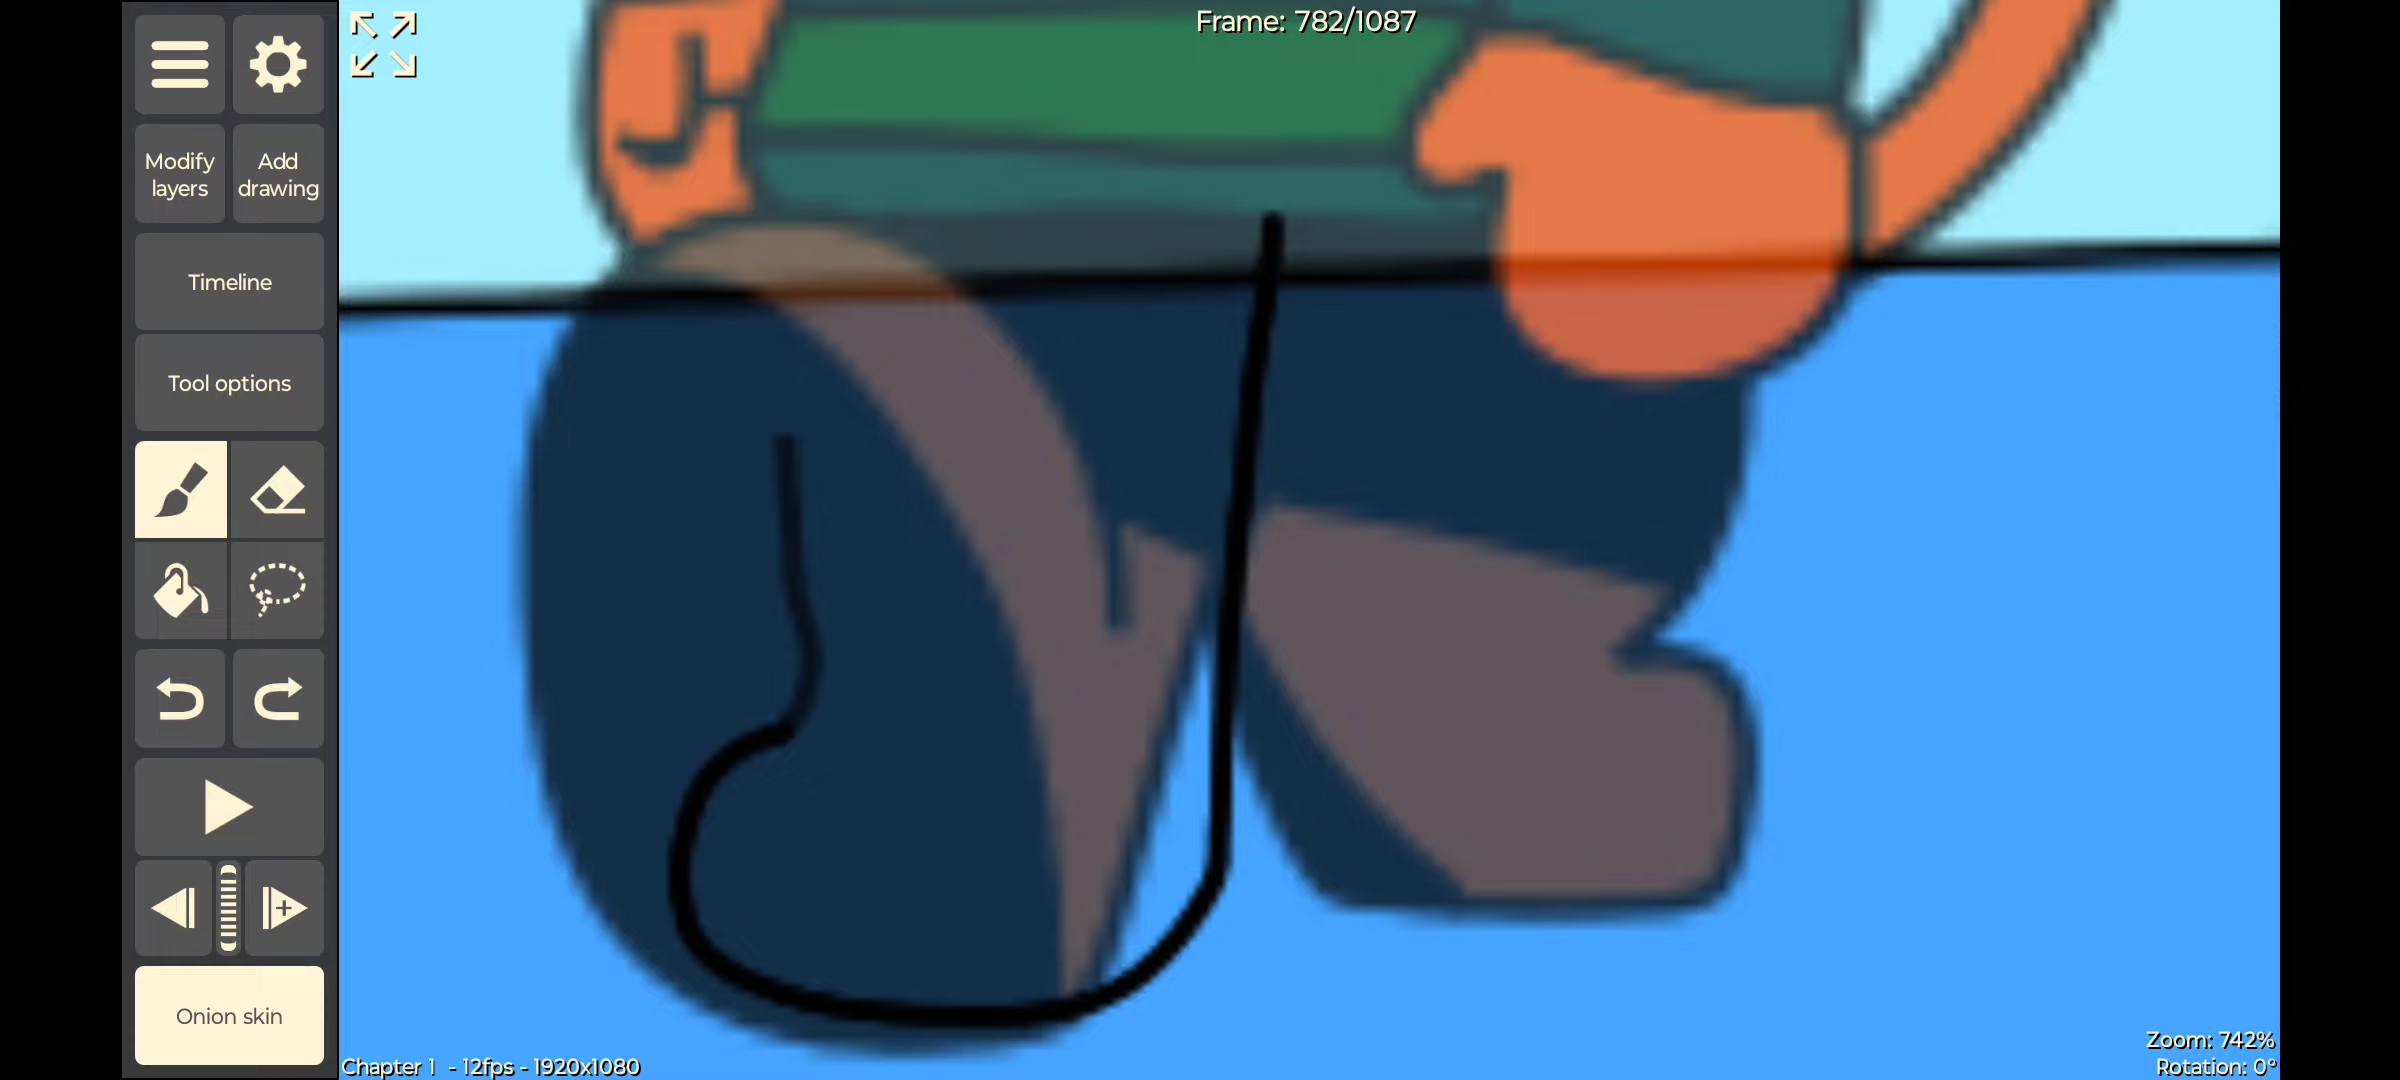 Frame: 782/1087
Modify
layers
Add
drawing
Timeline
Tool options
Onion skin
Chapter 1 - 12fps - 1920x1080
Zoom: 742%
Rotation: 0°